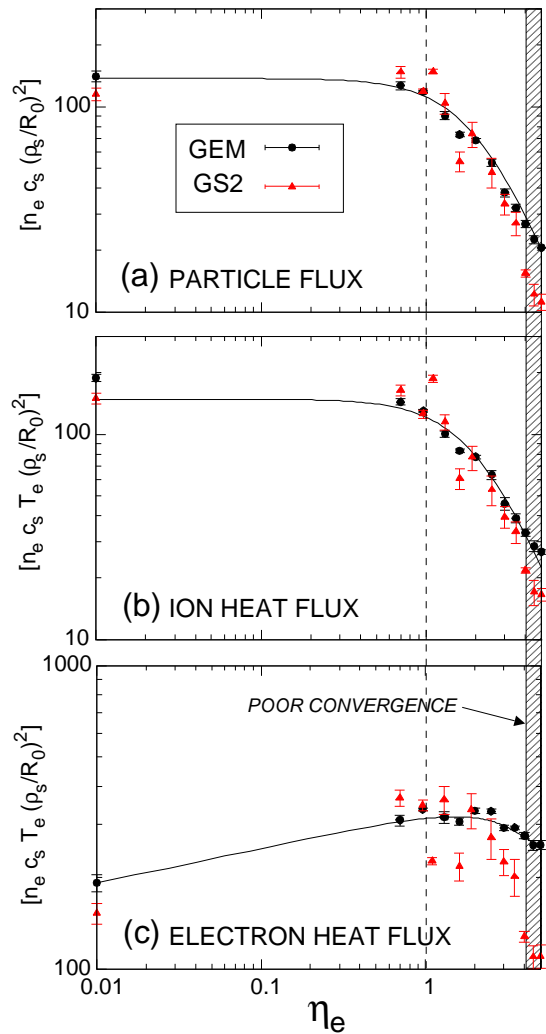 [n_e c_s (ρ_s/R_0)^2]
100
10
GEM
GS2
(a) PARTICLE FLUX
[n_e c_s T_e (ρ_s/R_0)^2]
100
10
(b) ION HEAT FLUX
[n_e c_s T_e (ρ_s/R_0)^2]
1000
100
POOR CONVERGENCE
(c) ELECTRON HEAT FLUX
0.01
0.1
1
η_e